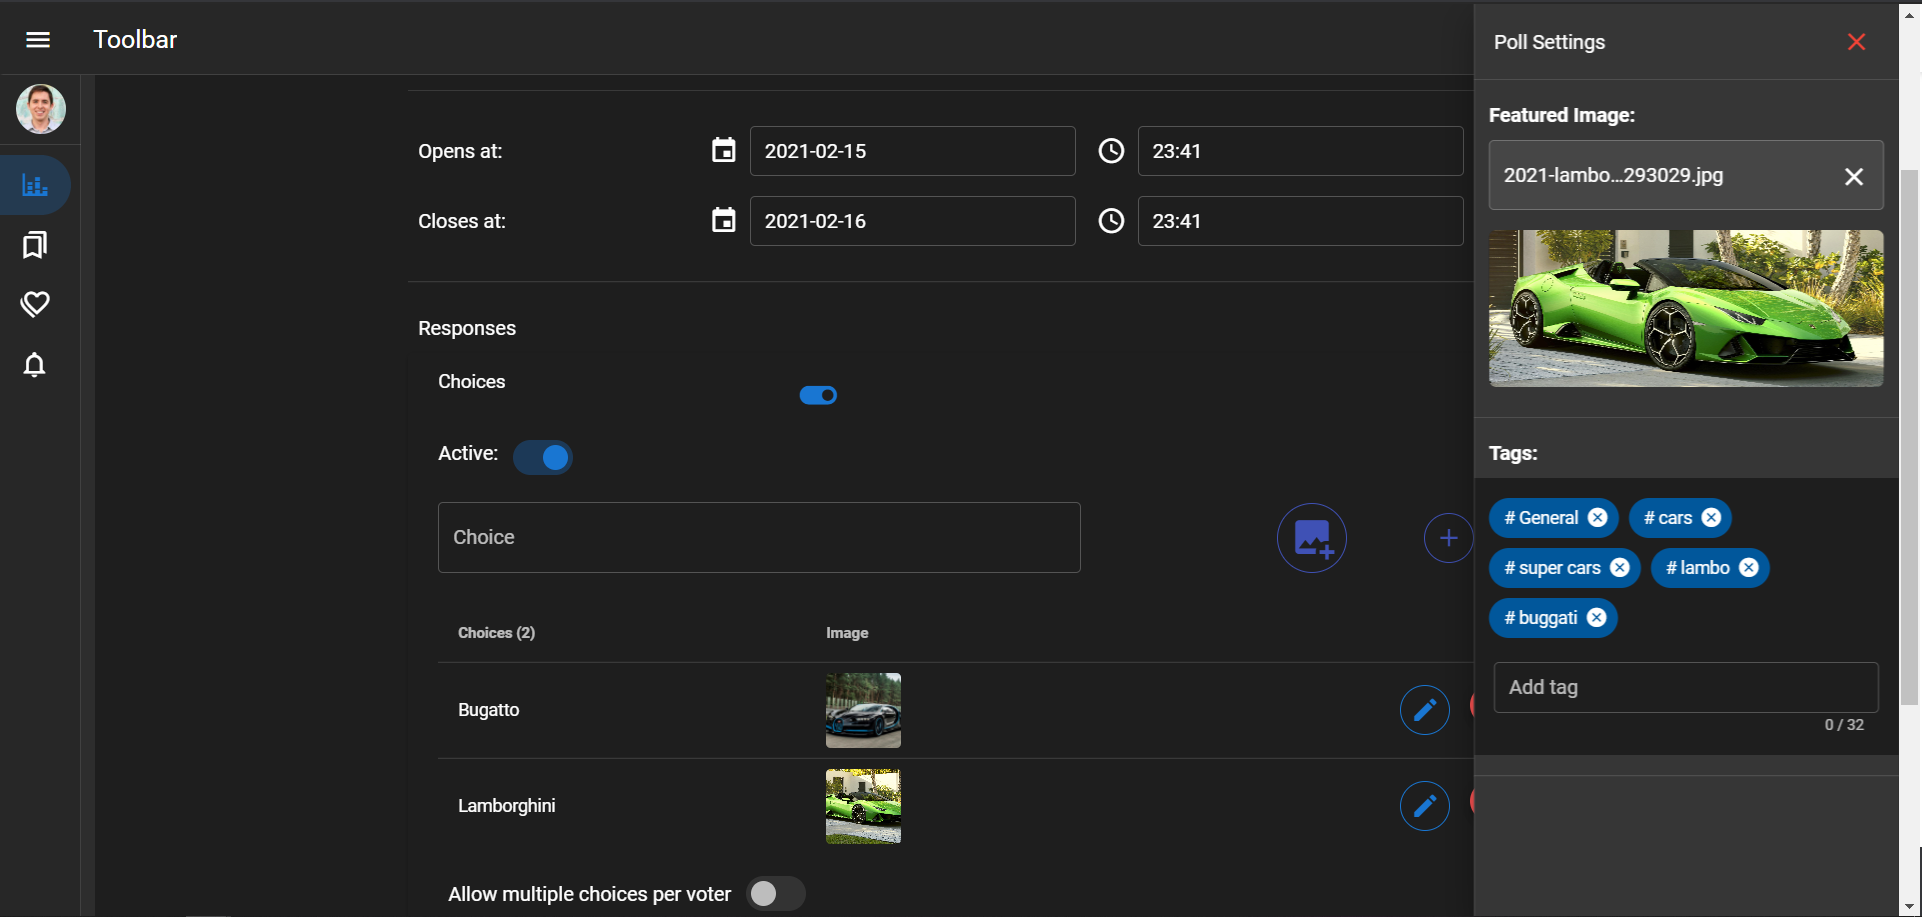 Toolbar
Opens at:
2021-02-15
23:41
Closes at:
2021-02-16
23:41
Responses
Choices
Active:
Choice
Choices (2)
Image
Bugatto
Lamborghini
Allow multiple choices per voter
Poll Settings
Featured Image:
2021-lambo...293029.jpg
Tags:
# General
# cars
# super cars
# lambo
# buggati
Add tag
0 / 32